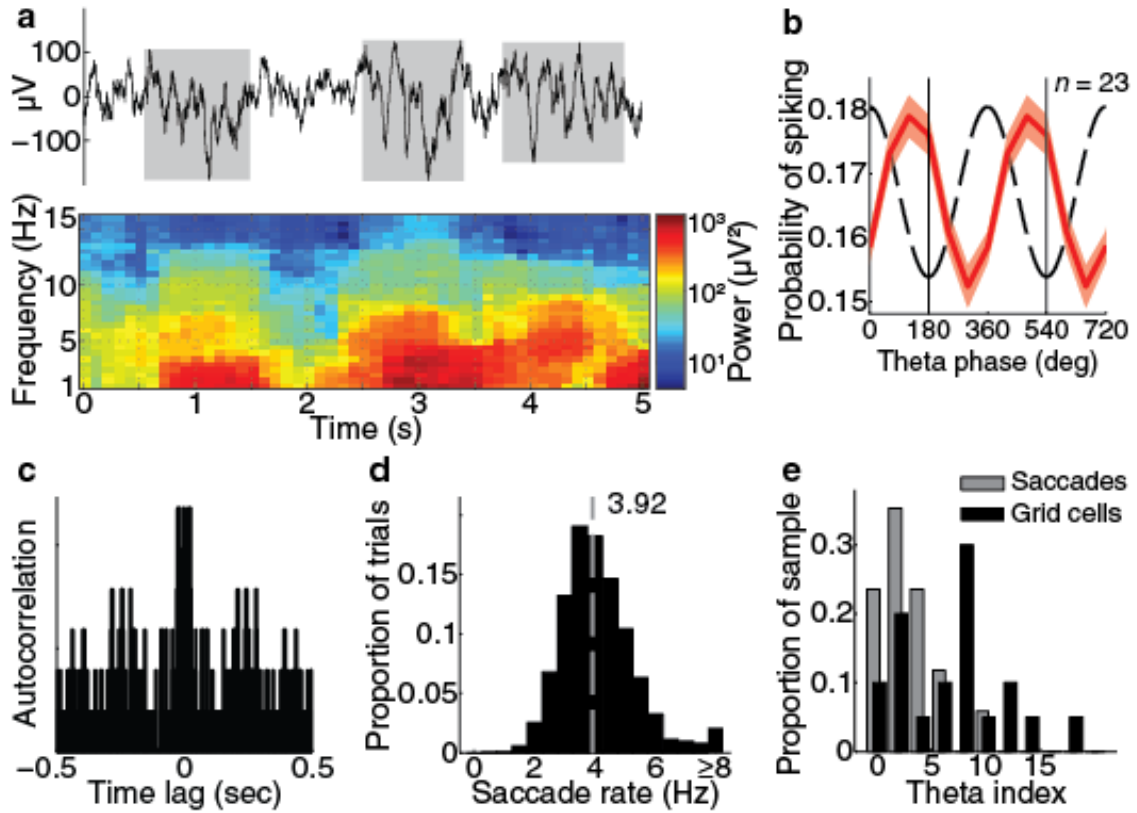 a
µV
100
0
−100
Frequency (Hz)
15
10
5
1
0 1 2 3 4 5
Time (s)
10³
10²
10¹
Power (µV²)
b
n = 23
Probability of spiking
0.18
0.17
0.16
0.15
0 180 360 540 720
Theta phase (deg)
c
Autocorrelation
−0.5 0 0.5
Time lag (sec)
d
3.92
Proportion of trials
0.15
0.1
0.05
0
0 2 4 6 ≥8
Saccade rate (Hz)
e
Saccades
Grid cells
Proportion of sample
0.3
0.2
0.1
0
0 5 10 15
Theta index